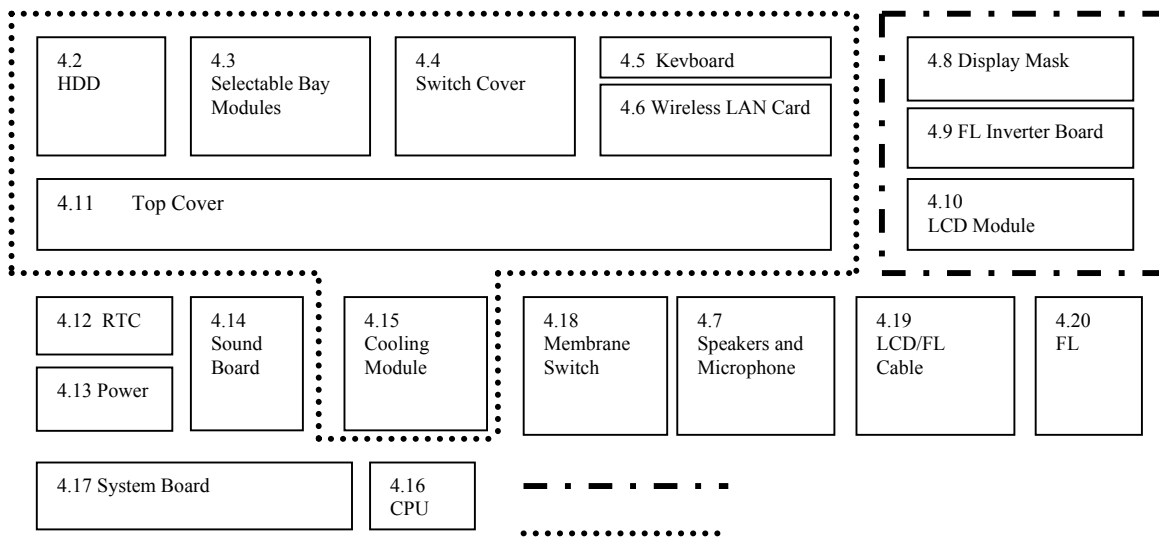 4.2
HDD
4.3
Selectable Bay
Modules
4.4
Switch Cover
4.5 Kevboard
4.6 Wireless LAN Card
4.8 Display Mask
4.9 FL Inverter Board
4.10
LCD Module
4.11 Top Cover
4.12 RTC
4.13 Power
4.14
Sound
Board
4.15
Cooling
Module
4.18
Membrane
Switch
4.7
Speakers and
Microphone
4.19
LCD/FL
Cable
4.20
FL
4.17 System Board
4.16
CPU